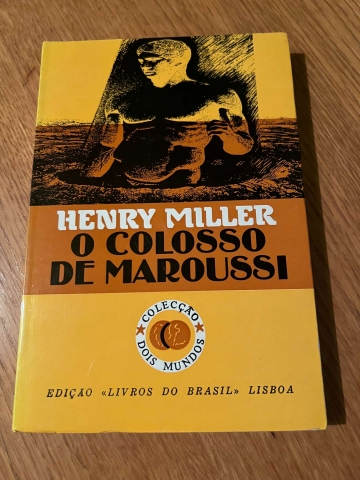 HENRY MILLER
O COLOSSO
DE MAROUSSI
COLECÇÃO
DOIS MUNDOS
EDIÇÃO «LIVROS DO BRASIL» LISBOA